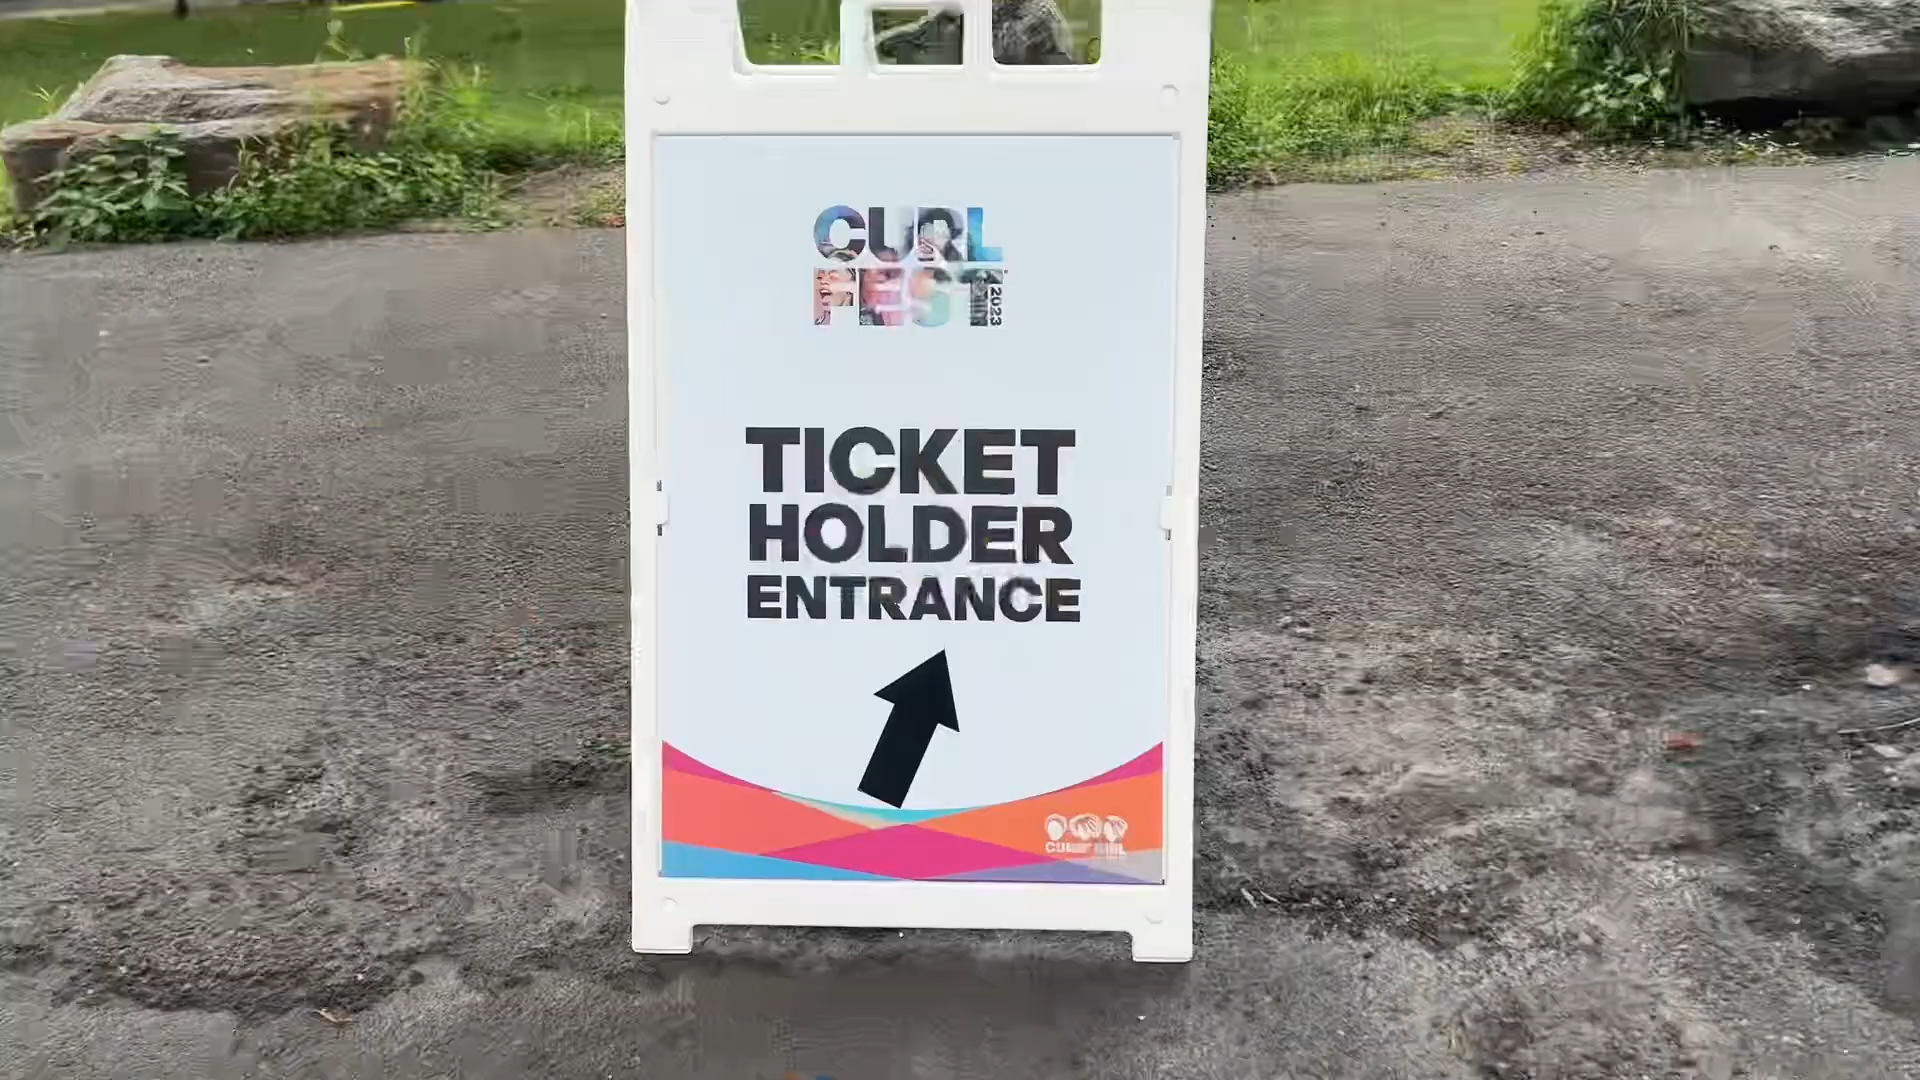 CURL
FEST
2023
TICKET
HOLDER
ENTRANCE